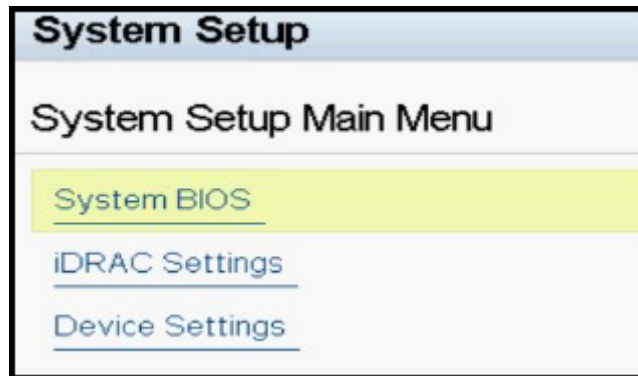 System Setup
System Setup Main Menu
System BIOS
iDRAC Settings
Device Settings